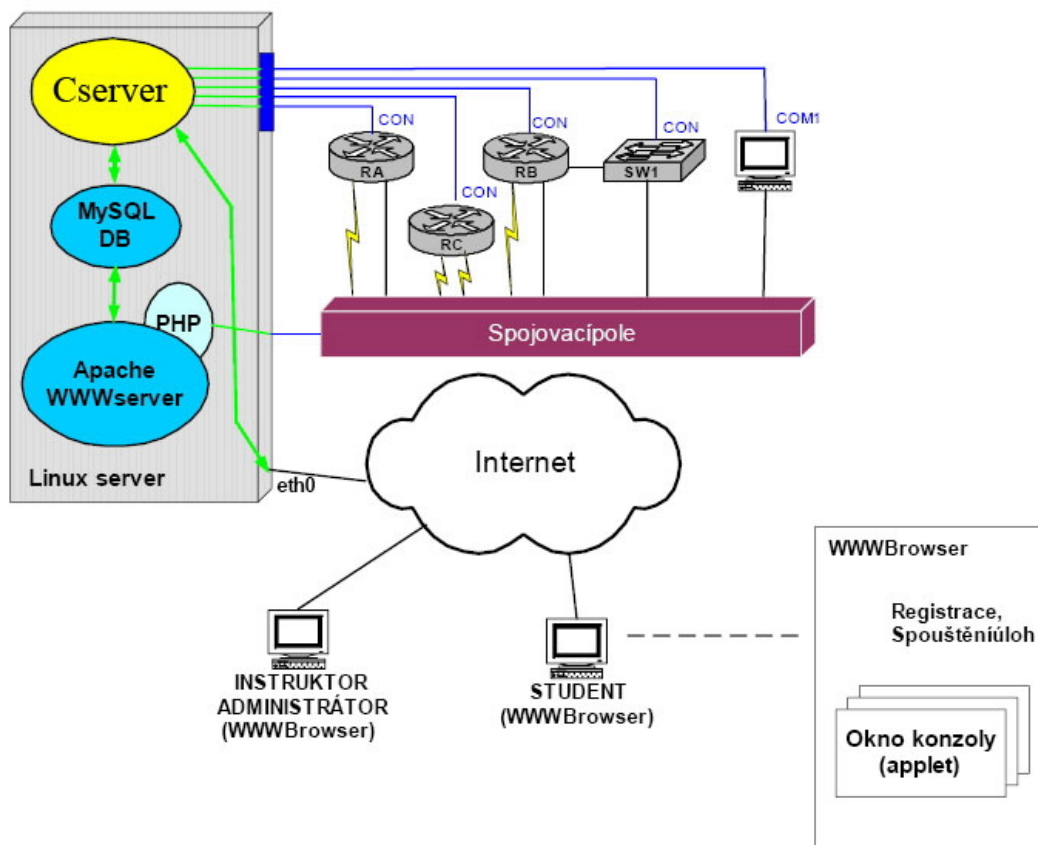 Cserver
MySQL
DB
PHP
Apache
WWWserver
Linux server
eth0
CON
RA
CON
RC
CON
RB
CON
SW1
COM1
Spojovacípole
Internet
INSTRUKTOR
ADMINISTRÁTOR
(WWWBrowser)
STUDENT
(WWWBrowser)
WWWBrowser
Registrace,
Spouštěníúloh
Okno konzoly
(applet)